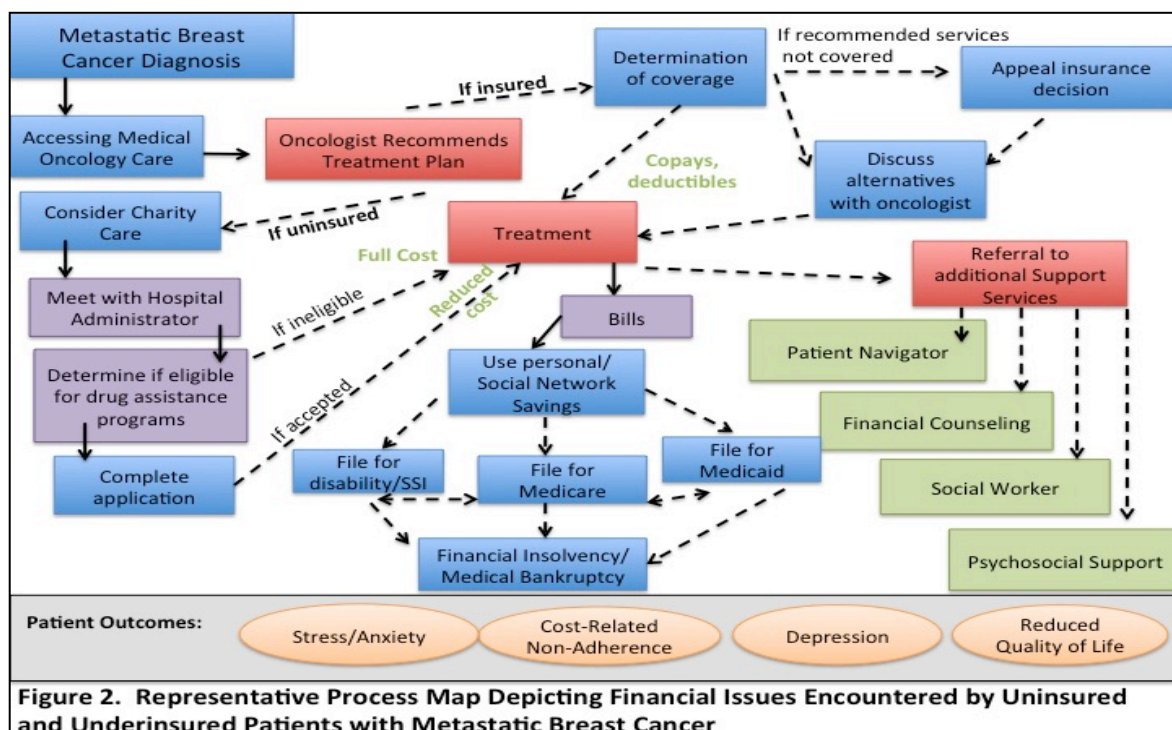 Metastatic Breast
Cancer Diagnosis
Accessing Medical
Oncology Care
Oncologist Recommends
Treatment Plan
If insured
Determination
of coverage
If recommended services
not covered
Appeal insurance
decision
Discuss
alternatives
with oncologist
Copays,
deductibles
Consider Charity
Care
If uninsured
Treatment
Full Cost
Reduced
cost
Meet with Hospital
Administrator
If ineligible
Determine if eligible
for drug assistance
programs
If accepted
Complete
application
Bills
Use personal/
Social Network
Savings
File for
disability/SSI
File for
Medicare
File for
Medicaid
Financial Insolvency/
Medical Bankruptcy
Referral to
additional Support
Services
Patient Navigator
Financial Counseling
Social Worker
Psychosocial Support
Patient Outcomes:
Stress/Anxiety
Cost-Related
Non-Adherence
Depression
Reduced
Quality of Life
Figure 2. Representative Process Map Depicting Financial Issues Encountered by Uninsured
and Underinsured Patients with Metastatic Breast Cancer